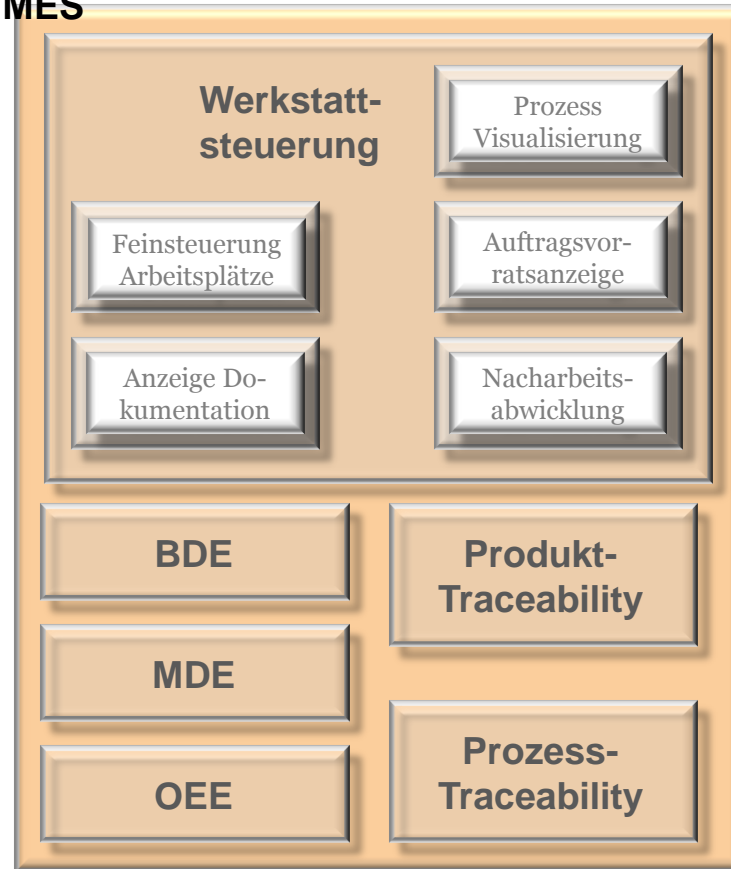 MES
Werkstatt-
steuerung
Prozess
Visualisierung
Feinsteuerung
Arbeitsplätze
Auftragsvor-
ratsanzeige
Anzeige Do-
kumentation
Nacharbeits-
abwicklung
BDE
Produkt-
Traceability
MDE
OEE
Prozess-
Traceability